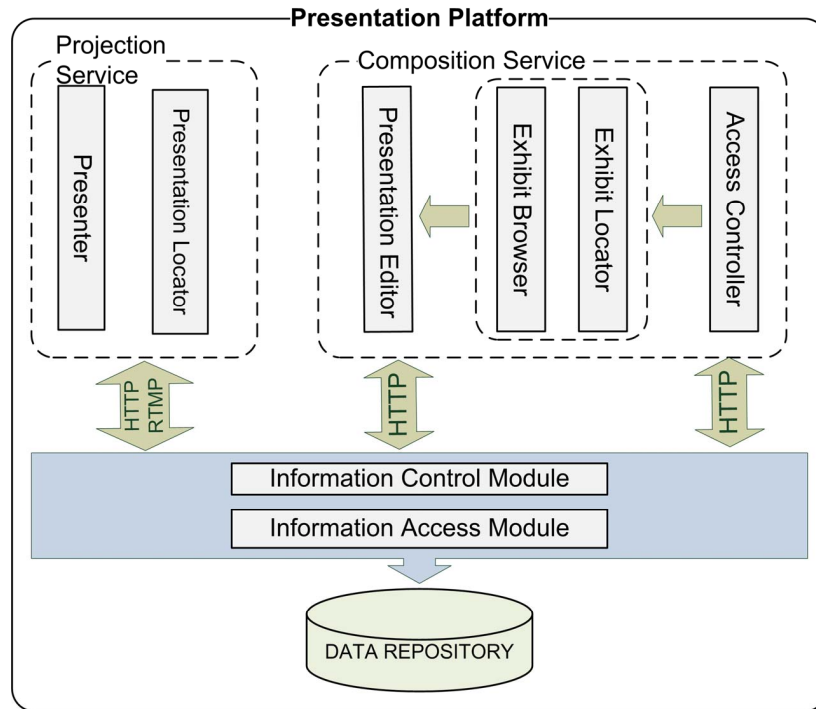 Presentation Platform
Projection
Service
Presenter
Presentation Locator
Composition Service
Presentation Editor
Exhibit Browser
Exhibit Locator
Access Controller
HTTP
RTMP
HTTP
HTTP
Information Control Module
Information Access Module
DATA REPOSITORY